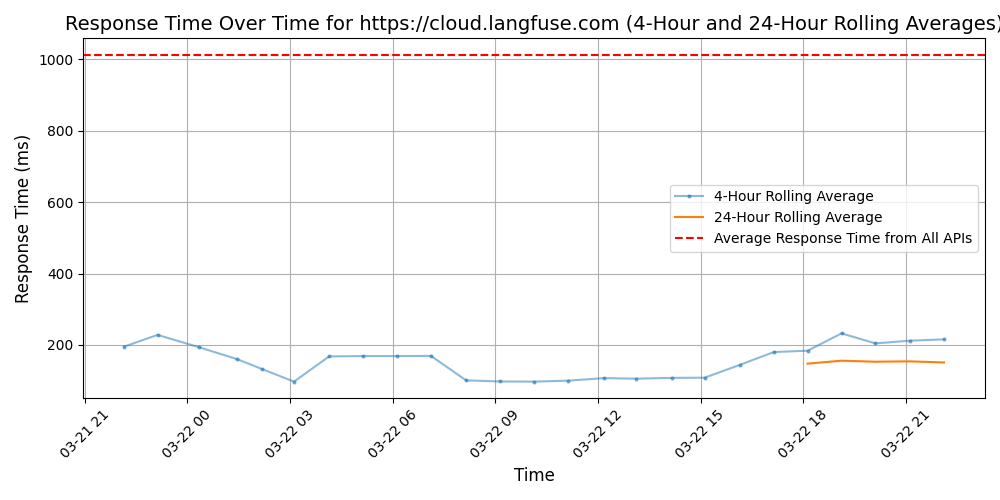 Response Time Over Time for https://cloud.langfuse.com (4-Hour and 24-Hour Rolling Averages)
Response Time (ms)
1000
800
600
400
200
4-Hour Rolling Average
24-Hour Rolling Average
Average Response Time from All APIs
03-21 21
03-22 00
03-22 03
03-22 06
03-22 09
03-22 12
03-22 15
03-22 18
03-22 21
Time